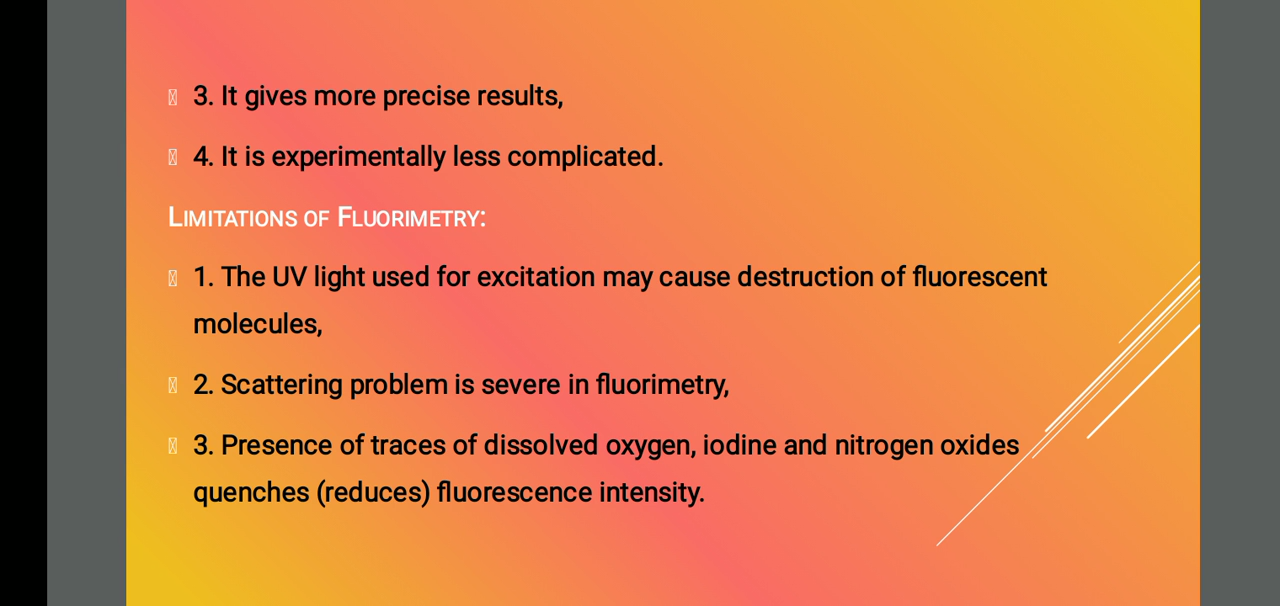 3. It gives more precise results,
4. It is experimentally less complicated.
LIMITATIONS OF FLUORIMETRY:
1. The UV light used for excitation may cause destruction of fluorescent
molecules,
2. Scattering problem is severe in fluorimetry,
3. Presence of traces of dissolved oxygen, iodine and nitrogen oxides
quenches (reduces) fluorescence intensity.